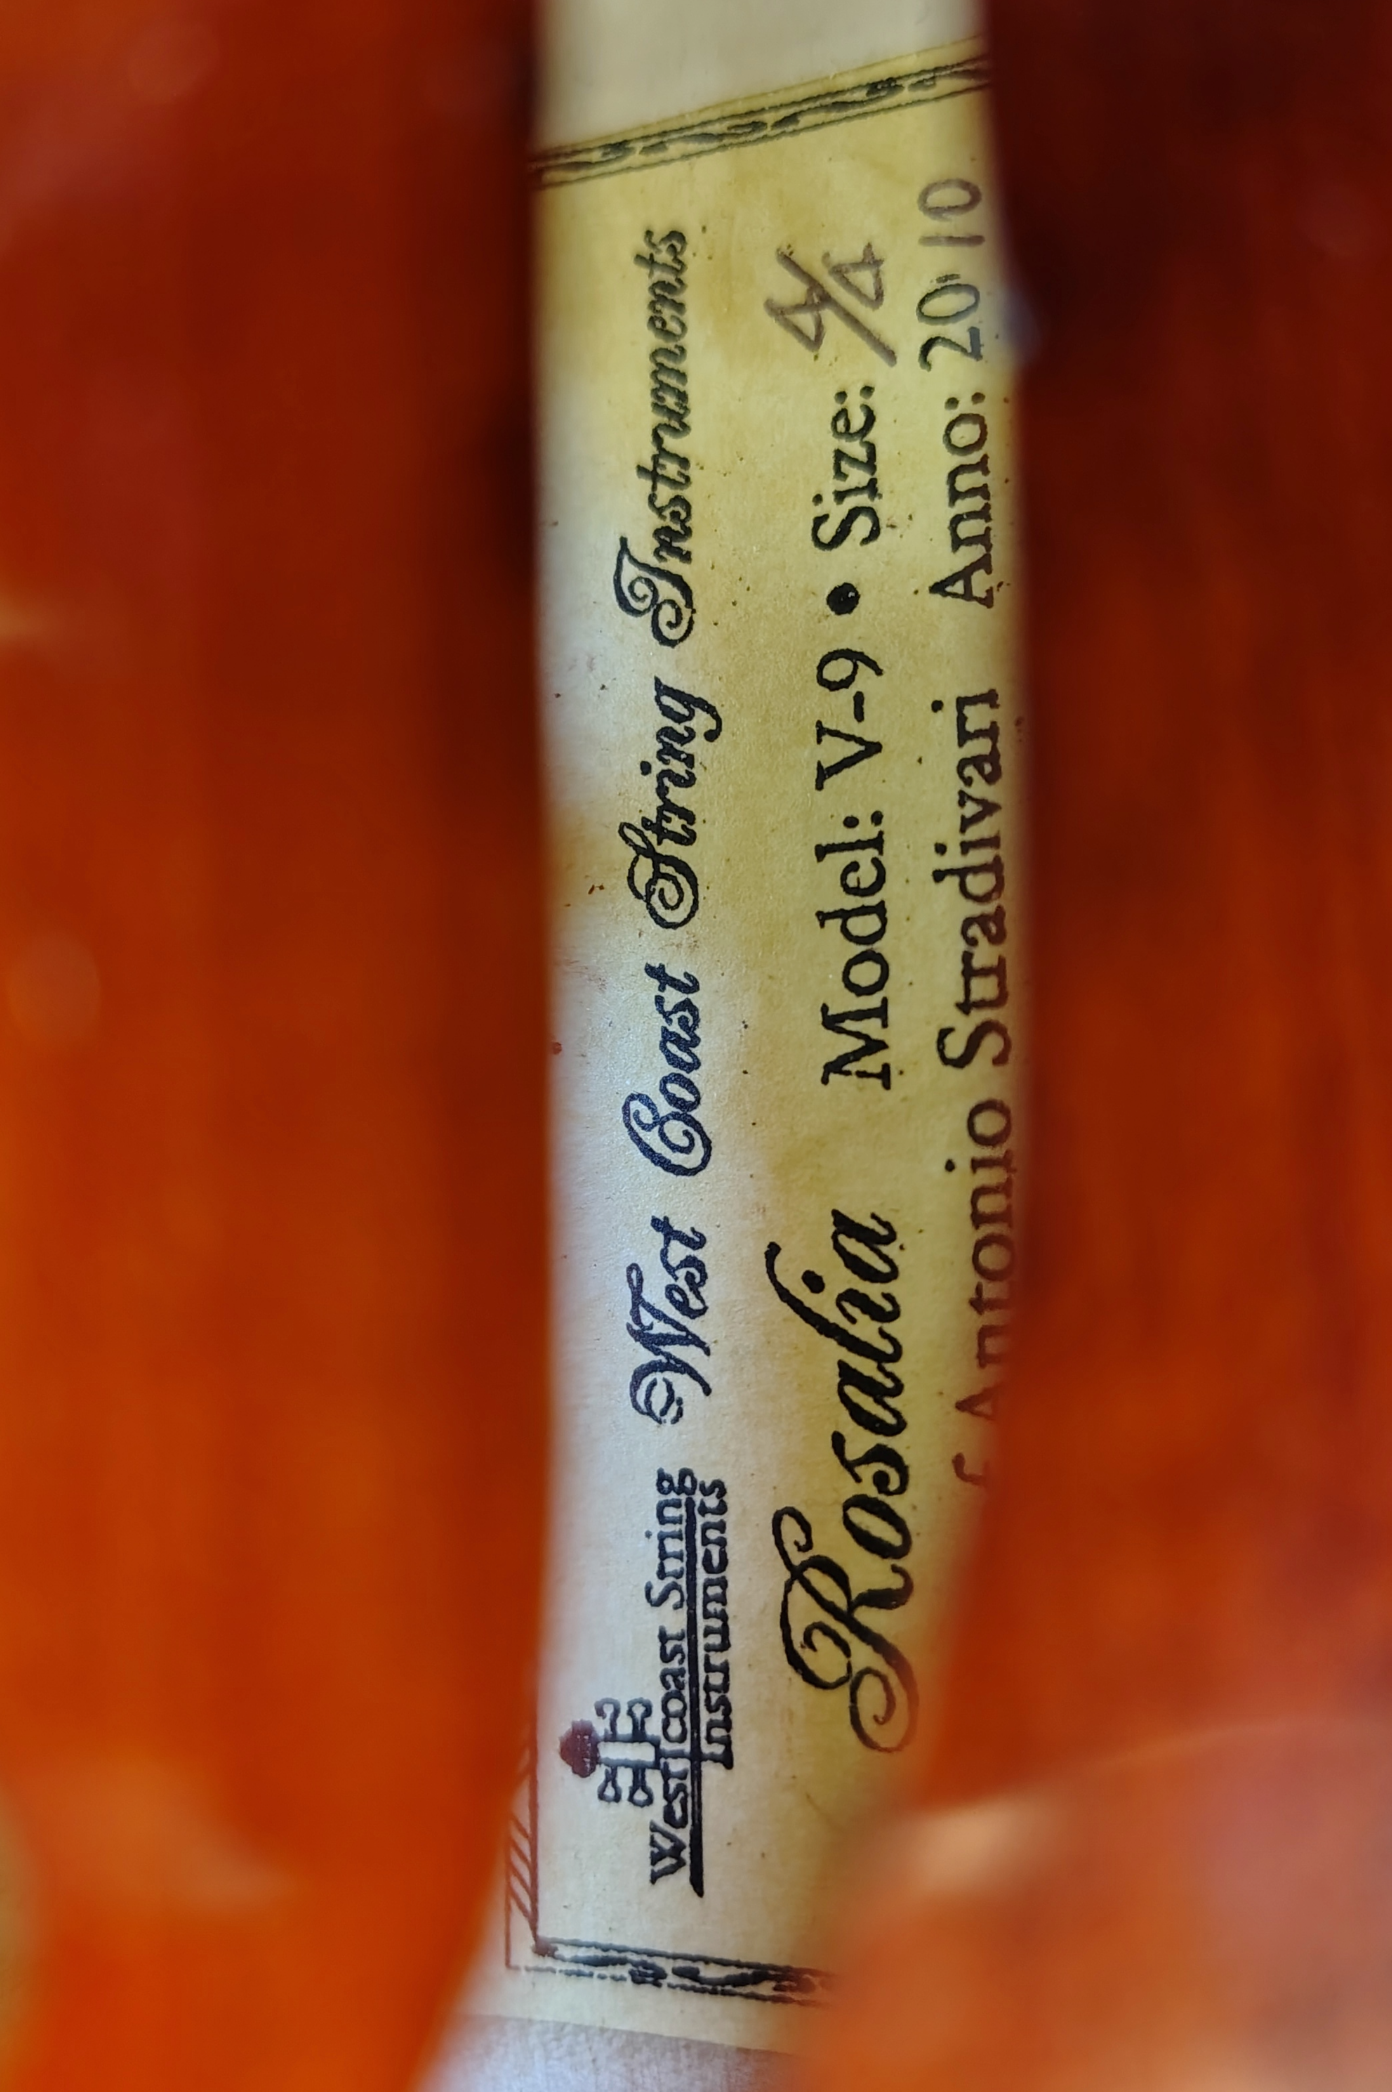 West coast String
Instruments
West Coast String Instruments
Rosalia Model: V-9 • Size: 4/4
Antonio Stradivari Anno: 2010